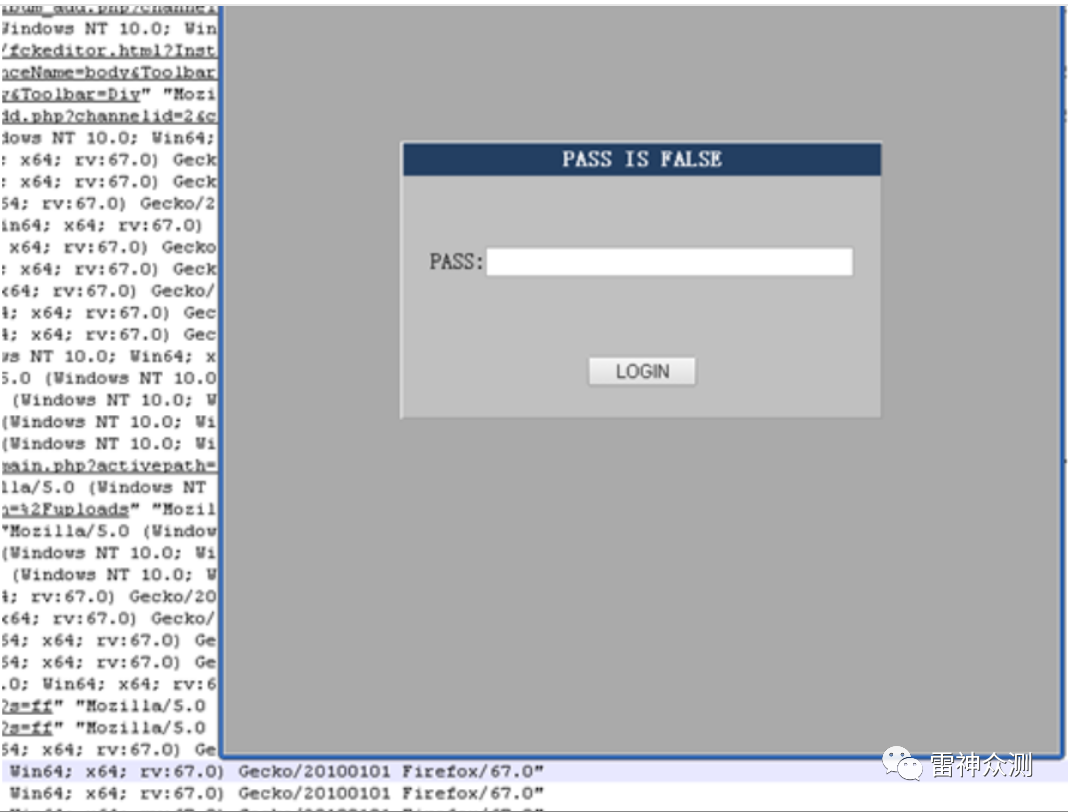 lbum_add.php?channel
Windows NT 10.0; Win
/fckeditor.html?Inst
nceName=body&Toolbar
y&Toolbar=Diy" "Mozi
dd.php?channelid=2&c
dows NT 10.0; Win64;
; x64; rv:67.0) Geck
; x64; rv:67.0) Geck
64; rv:67.0) Gecko/2
in64; x64; rv:67.0)
x64; rv:67.0) Gecko
; x64; rv:67.0) Geck
x64; rv:67.0) Gecko/
4; x64; rv:67.0) Gec
4; x64; rv:67.0) Gec
ws NT 10.0; Win64; x
5.0 (Windows NT 10.0
(Windows NT 10.0; W
(Windows NT 10.0; Wi
(Windows NT 10.0; Wi
main.php?activepath=
lla/5.0 (Windows NT
h=%2Fuploads" "Mozil
"Mozilla/5.0 (Window
(Windows NT 10.0; Wi
(Windows NT 10.0; W
4; rv:67.0) Gecko/20
x64; rv:67.0) Gecko/
64; x64; rv:67.0) Ge
64; x64; rv:67.0) Ge
.0; Win64; x64; rv:6
?s=ff" "Mozilla/5.0
?s=ff" "Mozilla/5.0
64; x64; rv:67.0) Ge
Win64; x64; rv:67.0) Gecko/20100101 Firefox/67.0"
Win64; x64; rv:67.0) Gecko/20100101 Firefox/67.0"
PASS IS FALSE
PASS:
LOGIN
雷神众测